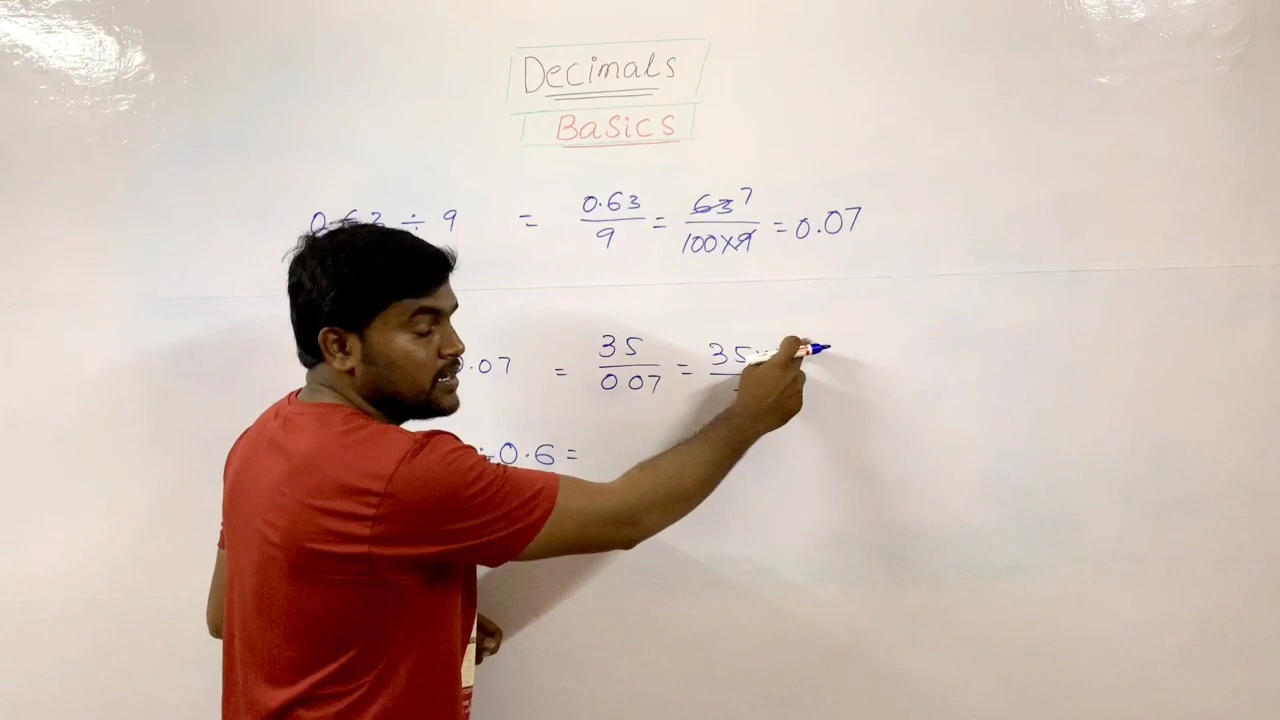 Decimals
Basics
0.63 ÷ 9 = 0.63/9 = 63 7/100×9 = 0.07
0.07 = 35/0 07 = 35
÷0.6 =